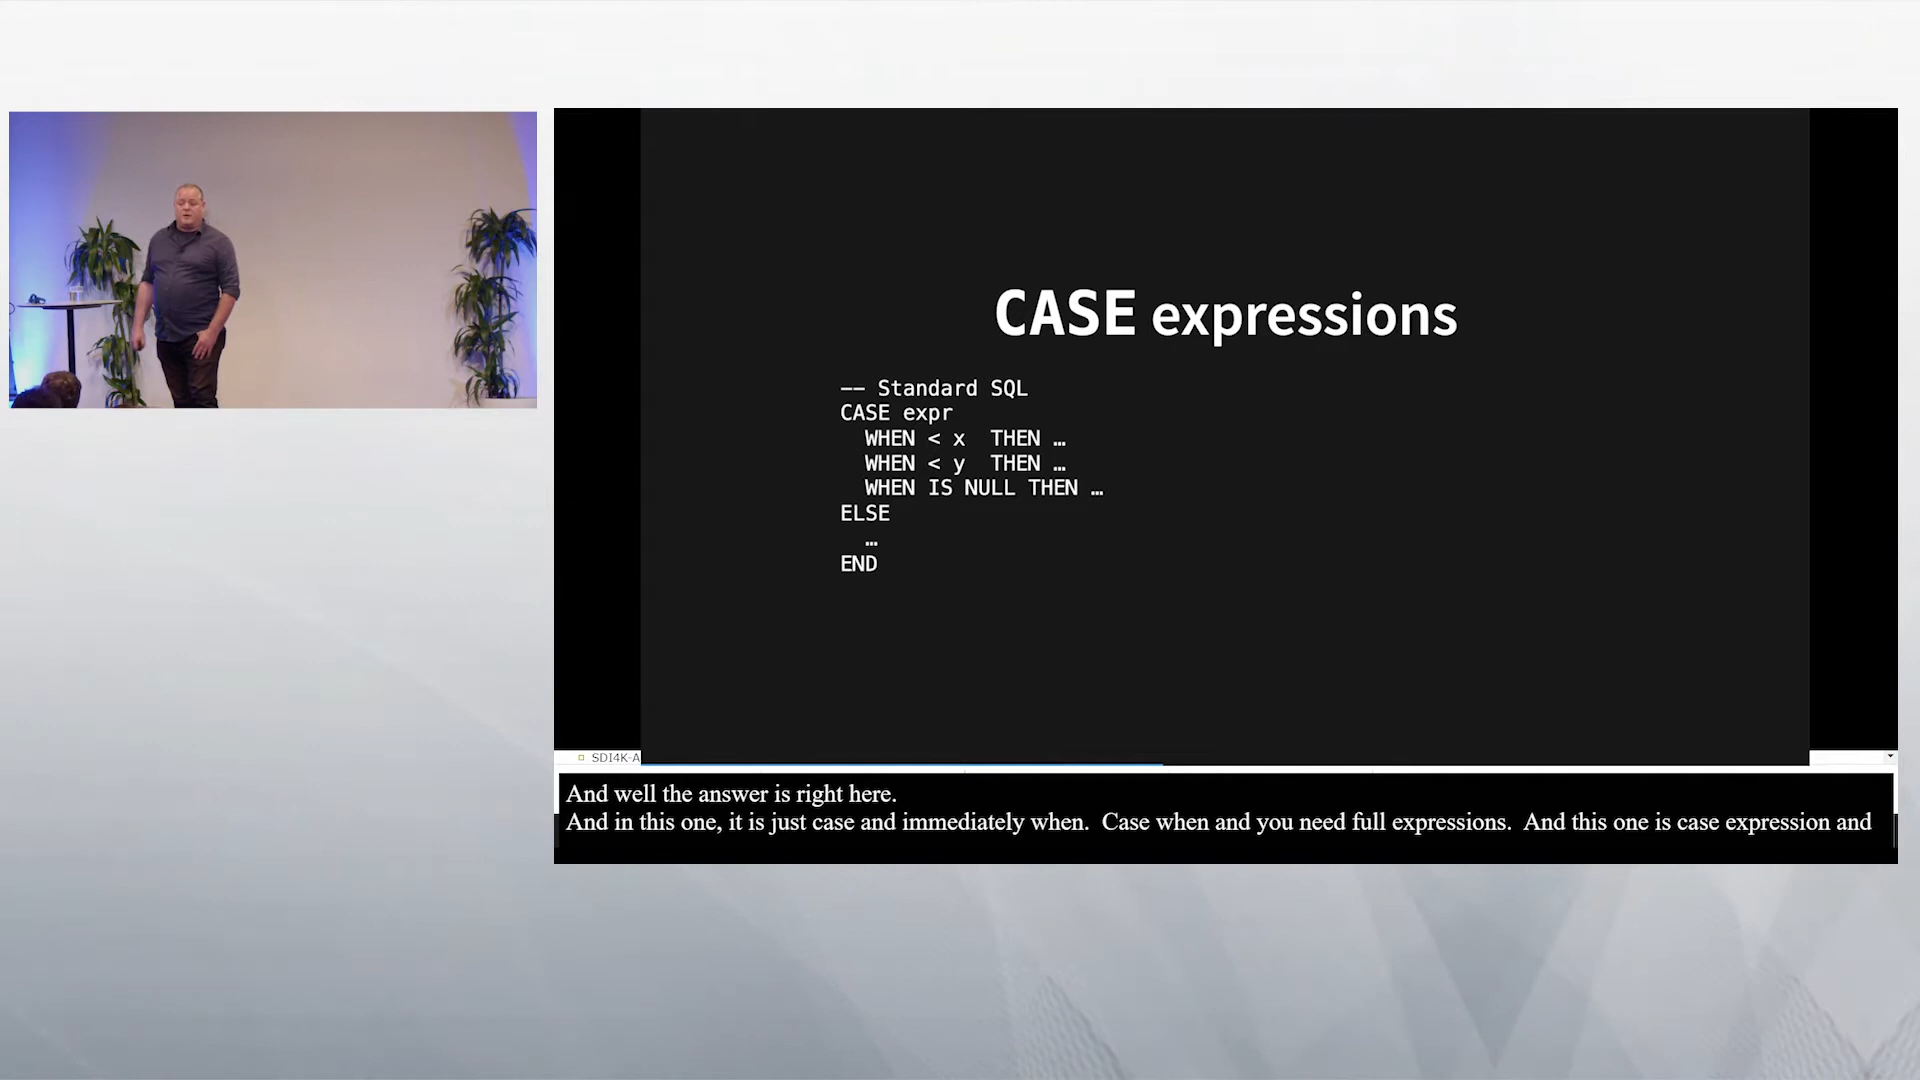 CASE expressions
-- Standard SQL
CASE expr
WHEN < x THEN …
WHEN < y THEN …
WHEN IS NULL THEN …
ELSE
…
END
SDI4K-A
And well the answer is right here.
And in this one, it is just case and immediately when. Case when and you need full expressions. And this one is case expression and